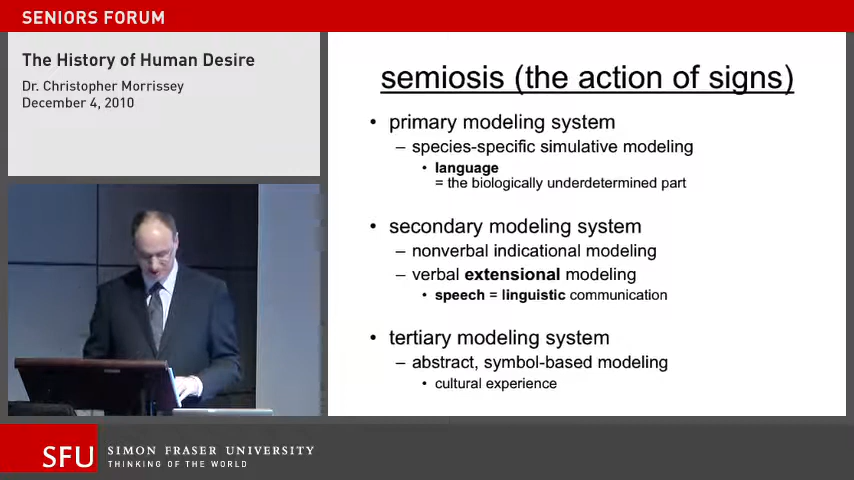 SENIORS FORUM
The History of Human Desire
Dr. Christopher Morrissey
December 4, 2010
semiosis (the action of signs)
• primary modeling system
– species-specific simulative modeling
• language
= the biologically underdetermined part
• secondary modeling system
– nonverbal indicational modeling
– verbal extensional modeling
• speech = linguistic communication
• tertiary modeling system
– abstract, symbol-based modeling
• cultural experience
SFU
SIMON FRASER UNIVERSITY
THINKING OF THE WORLD